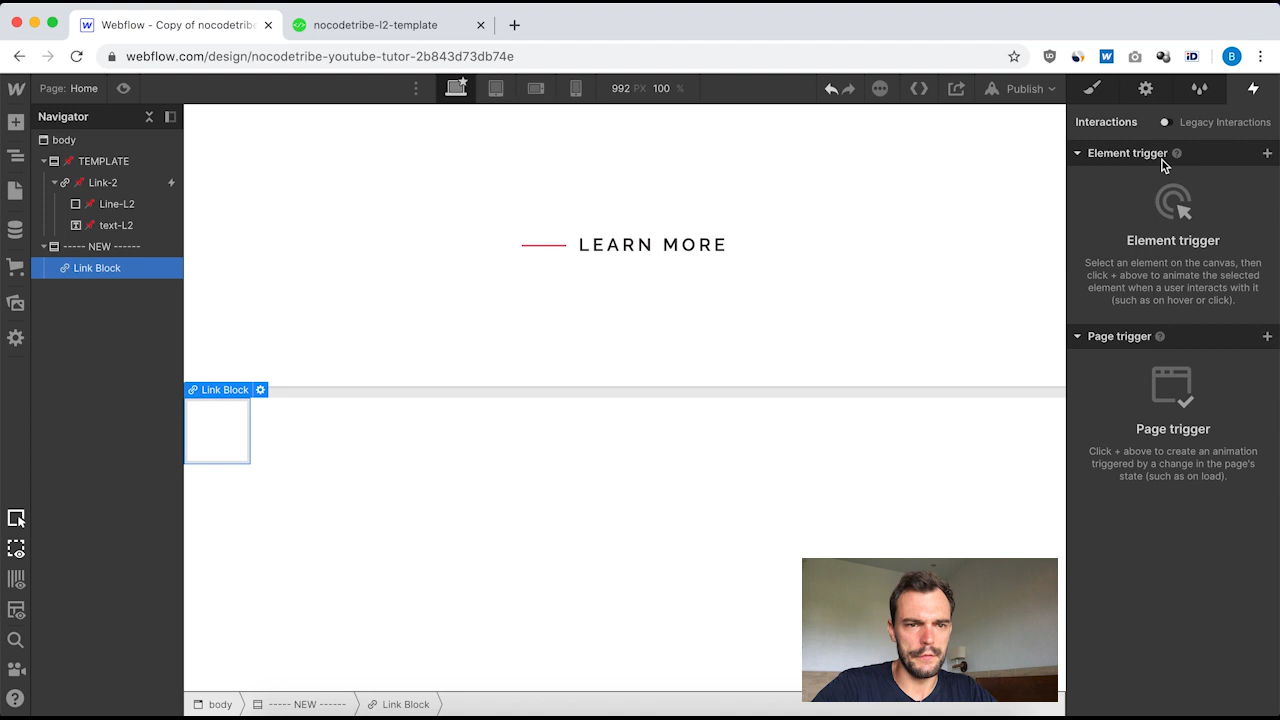 Webflow - Copy of nocodetribe
nocodetribe-l2-template
webflow.com/design/nocodetribe-youtube-tutor-2b843d73db74e
B
Page: Home
992 PX 100 %
Publish
Navigator
body
TEMPLATE
Link-2
Line-L2
text-L2
----- NEW ------
Link Block
LEARN MORE
Link Block
Interactions
Legacy Interactions
Element trigger
Element trigger
Select an element on the canvas, then
click + above to animate the selected
element when a user interacts with it
(such as on hover or click).
Page trigger
Page trigger
Click + above to create an animation
triggered by a change in the page's
state (such as on load).
body
----- NEW ------
Link Block